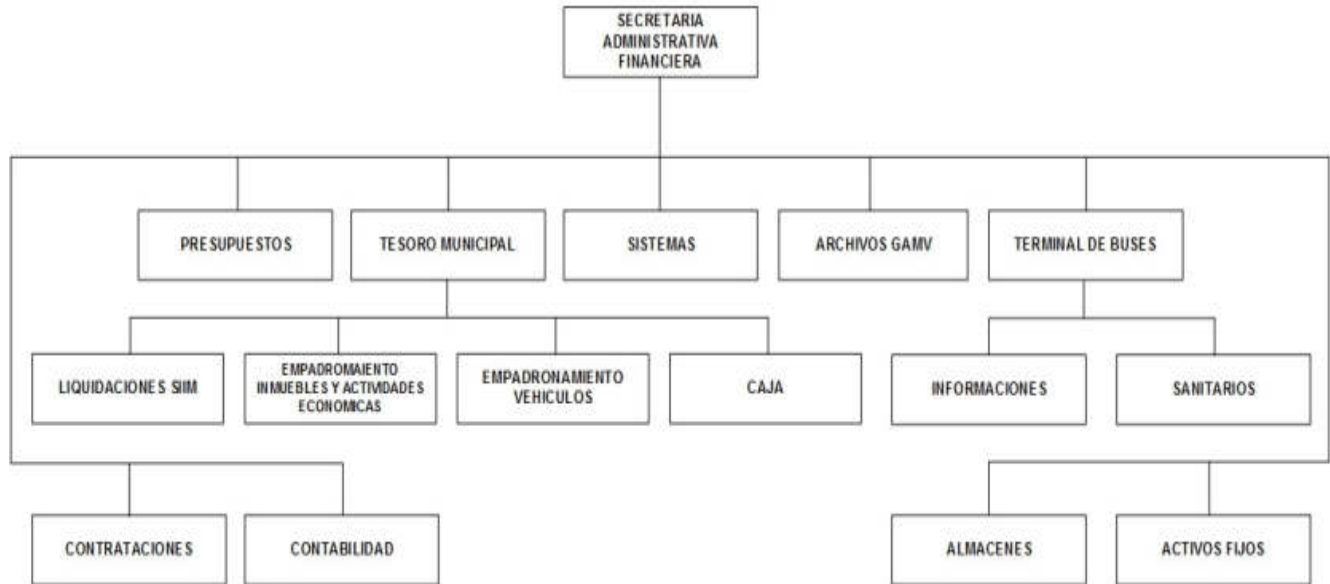 SECRETARIA
ADMINISTRATIVA
FINANCIERA
PRESUPUESTOS
TESORO MUNICIPAL
SISTEMAS
ARCHIVOS GAMV
TERMINAL DE BUSES
LIQUIDACIONES SIIM
EMPADROMAIENTO
INMUEBLES Y ACTIVIDADES
ECONOMICAS
EMPADRONAMIENTO
VEHICULOS
CAJA
INFORMACIONES
SANITARIOS
CONTRATACIONES
CONTABILIDAD
ALMACENES
ACTIVOS FIJOS